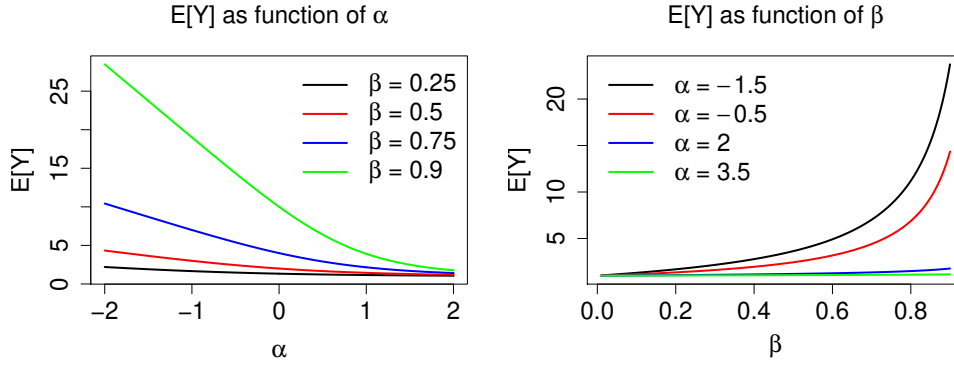 E[Y] as function of α
E[Y]
25
15
5
0
β = 0.25
β = 0.5
β = 0.75
β = 0.9
−2
−1
0
1
2
α
E[Y] as function of β
E[Y]
20
10
5
α = −1.5
α = −0.5
α = 2
α = 3.5
0.0
0.2
0.4
0.6
0.8
β